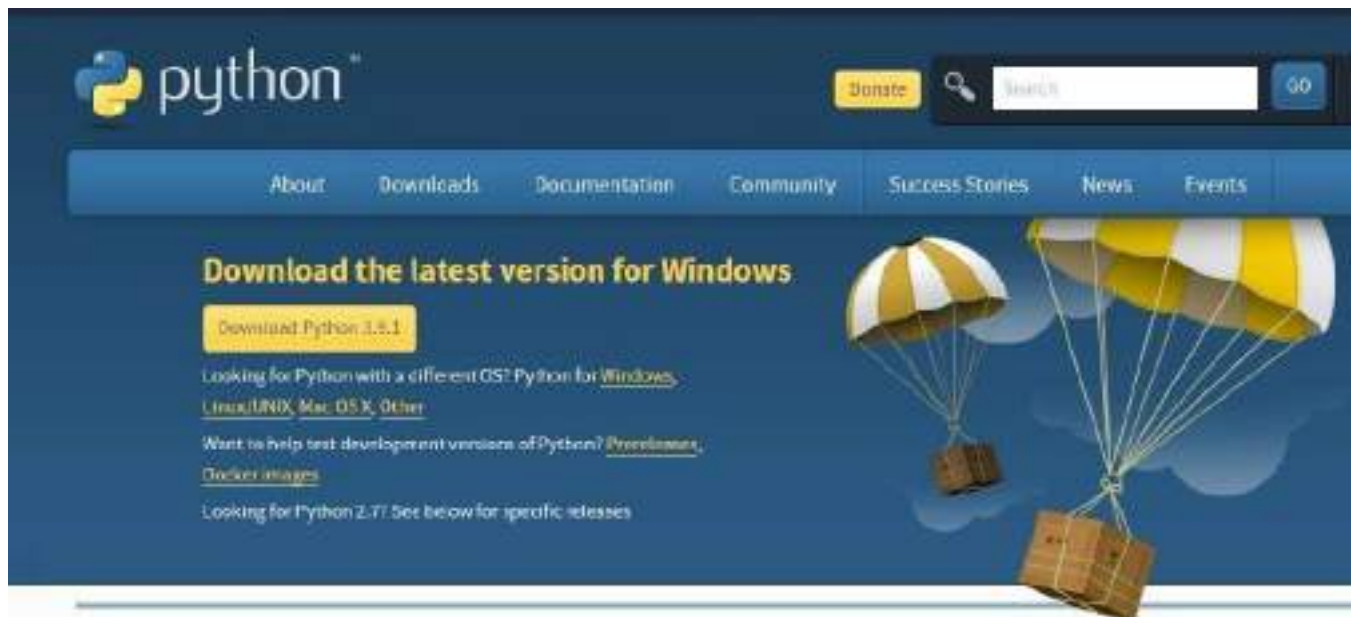 python
Donate
Search
GO
About Downloads Documentation Community Success Stories News Events
Download the latest version for Windows
Download Python 3.9.1
Looking for Python with a different OS? Python for Windows,
Linux/UNIX, Mac OS X, Other
Want to help test development versions of Python? Prereleases,
Docker images
Looking for Python 2.7? See below for specific releases